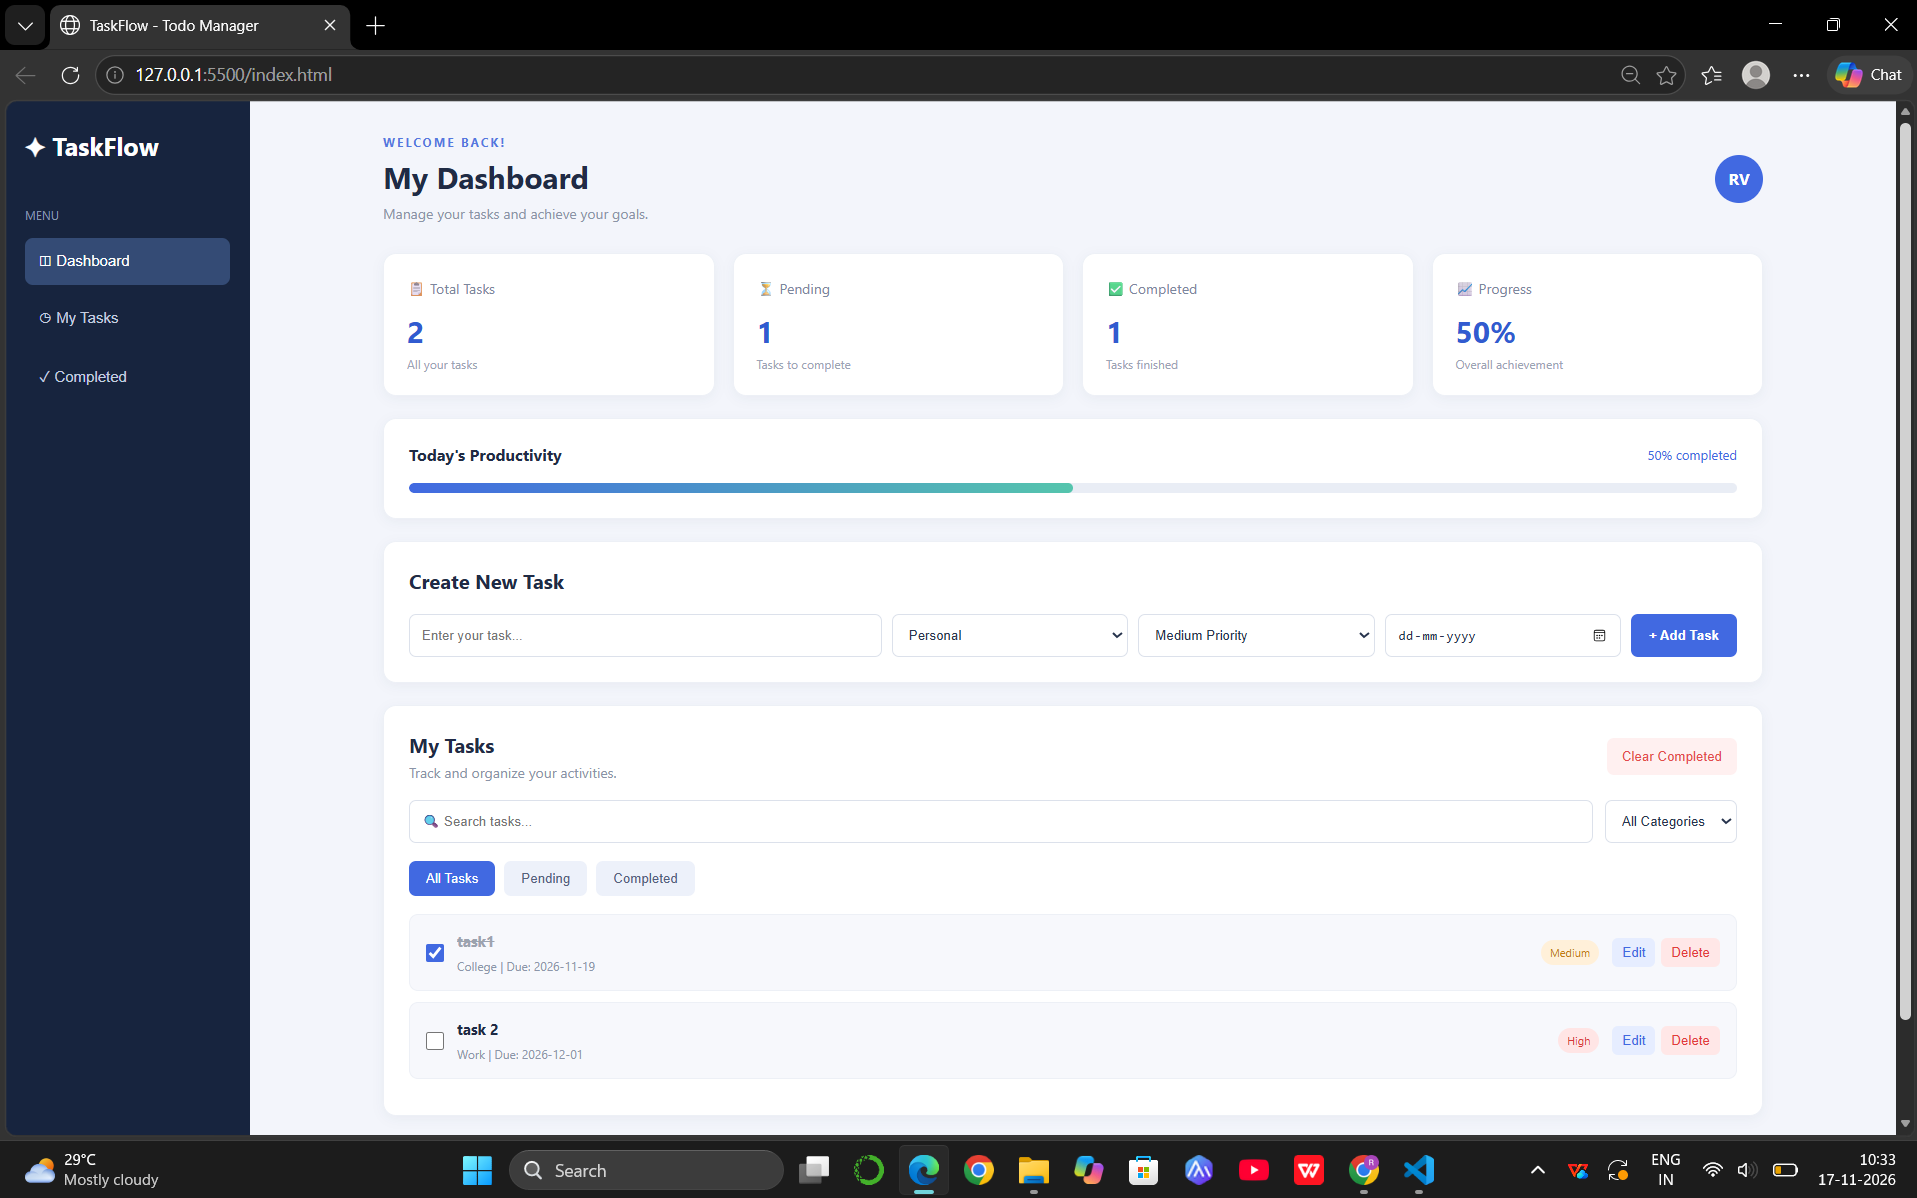 TaskFlow - Todo Manager
127.0.0.1:5500/index.html
Chat
✦ TaskFlow
MENU
Dashboard
My Tasks
✓ Completed
WELCOME BACK!
My Dashboard
Manage your tasks and achieve your goals.
RV
Total Tasks
2
All your tasks
Pending
1
Tasks to complete
Completed
1
Tasks finished
Progress
50%
Overall achievement
Today's Productivity
50% completed
Create New Task
Enter your task...
Personal
Medium Priority
dd-mm-yyyy
+ Add Task
My Tasks
Track and organize your activities.
Clear Completed
Search tasks...
All Categories
All Tasks
Pending
Completed
task1
College | Due: 2026-11-19
Medium
Edit
Delete
task 2
Work | Due: 2026-12-01
High
Edit
Delete
29°C
Mostly cloudy
Search
ENG
IN
10:33
17-11-2026